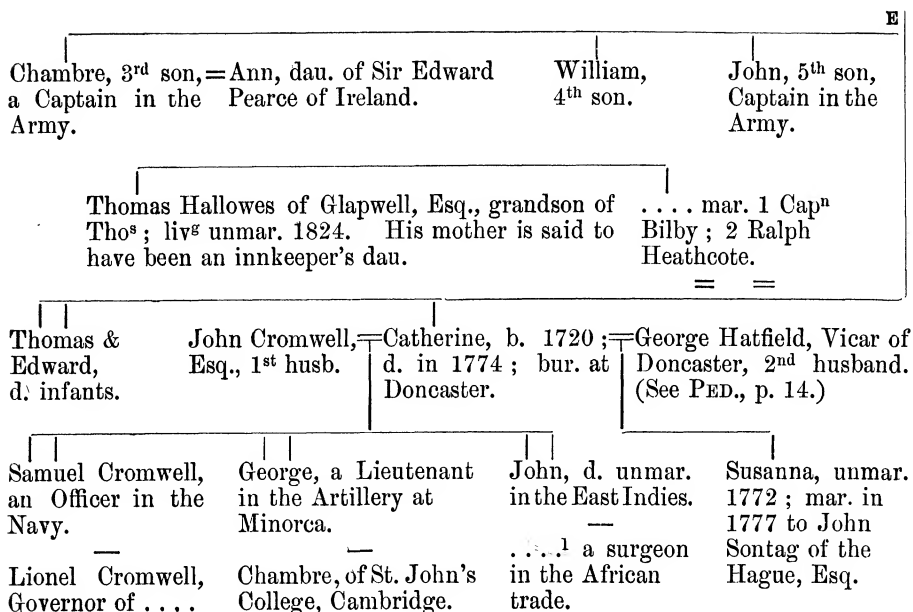 E
Chambre, 3rd son, = Ann, dau. of Sir Edward
a Captain in the Pearce of Ireland.
Army.
William,
4th son.
John, 5th son,
Captain in the
Army.
Thomas Hallowes of Glapwell, Esq., grandson of
Thos; livg unmar. 1824. His mother is said to
have been an innkeeper's dau.
. . . . mar. 1 Capn
Bilby; 2 Ralph
Heathcote.
= =
Thomas &
Edward,
d. infants.
John Cromwell,
Esq., 1st husb.
= Catherine, b. 1720; =
d. in 1774; bur. at
Doncaster.
George Hatfield, Vicar of
Doncaster, 2nd husband.
(See PED., p. 14.)
Samuel Cromwell,
an Officer in the
Navy.
—
Lionel Cromwell,
Governor of . . . .
George, a Lieutenant
in the Artillery at
Minorca.
—
Chambre, of St. John's
College, Cambridge.
John, d. unmar.
in the East Indies.
—
. . . .1 a surgeon
in the African
trade.
Susanna, unmar.
1772; mar. in
1777 to John
Sontag of the
Hague, Esq.